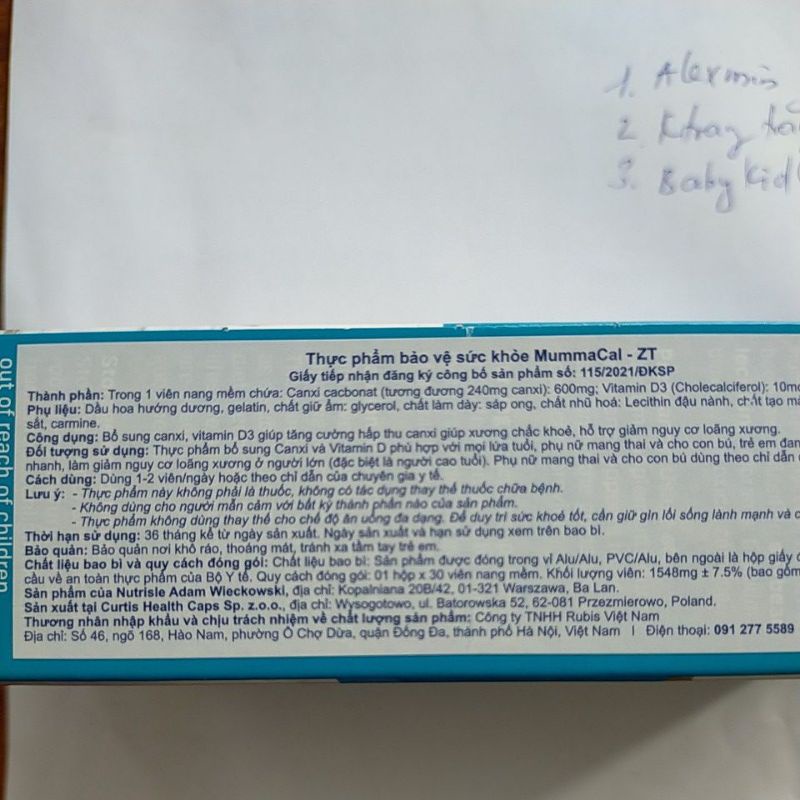 1. Alexmin
2. Khay
3. Baby Kid
Thực phẩm bảo vệ sức khỏe MummaCal - ZT
Giấy tiếp nhận đăng ký công bố sản phẩm số: 115/2021/ĐKSP
Thành phần: Trong 1 viên nang mềm chứa: Canxi cacbonat (tương đương 240mg canxi): 600mg; Vitamin D3 (Cholecalciferol): 10mc
Phụ liệu: Dầu hoa hướng dương, gelatin, chất giữ ẩm: glycerol, chất làm dày: sáp ong, chất nhũ hoá: Lecithin đậu nành, chất tạo mà
sắt, carmine.
Công dụng: Bổ sung canxi, vitamin D3 giúp tăng cường hấp thu canxi giúp xương chắc khoẻ, hỗ trợ giảm nguy cơ loãng xương.
Đối tượng sử dụng: Thực phẩm bổ sung Canxi và Vitamin D phù hợp với mọi lứa tuổi, phụ nữ mang thai và cho con bú, trẻ em đan
nhanh, làm giảm nguy cơ loãng xương ở người lớn (đặc biệt là người cao tuổi). Phụ nữ mang thai và cho con bú dùng theo chỉ dẫn c
Cách dùng: Dùng 1-2 viên/ngày hoặc theo chỉ dẫn của chuyên gia y tế.
Lưu ý: - Thực phẩm này không phải là thuốc, không có tác dụng thay thế thuốc chữa bệnh.
- Không dùng cho người mẫn cảm với bất kỳ thành phần nào của sản phẩm.
- Thực phẩm không dùng thay thế cho chế độ ăn uống đa dạng. Để duy trì sức khoẻ tốt, cần giữ gìn lối sống lành mạnh và c
Thời hạn sử dụng: 36 tháng kể từ ngày sản xuất. Ngày sản xuất và hạn sử dụng xem trên bao bì.
Bảo quản: Bảo quản nơi khô ráo, thoáng mát, tránh xa tầm tay trẻ em.
Chất liệu bao bì và quy cách đóng gói: Chất liệu bao bì: Sản phẩm được đóng trong vỉ Alu/Alu, PVC/Alu, bên ngoài là hộp giấy đ
cầu về an toàn thực phẩm của Bộ Y tế. Quy cách đóng gói: 01 hộp x 30 viên nang mềm. Khối lượng viên: 1548mg ± 7.5% (bao gồm
Sản phẩm của Nutrisle Adam Wieckowski, địa chỉ: Kopalniana 20B/42, 01-321 Warszawa, Ba Lan.
Sản xuất tại Curtis Health Caps Sp. z.o.o., địa chỉ: Wysogotowo, ul. Batorowska 52, 62-081 Przezmierowo, Poland.
Thương nhân nhập khẩu và chịu trách nhiệm về chất lượng sản phẩm: Công ty TNHH Rubis Việt Nam
Địa chỉ: Số 46, ngõ 168, Hào Nam, phường Ô Chợ Dừa, quận Đống Đa, thành phố Hà Nội, Việt Nam | Điện thoại: 091 277 5589
out of reach of children